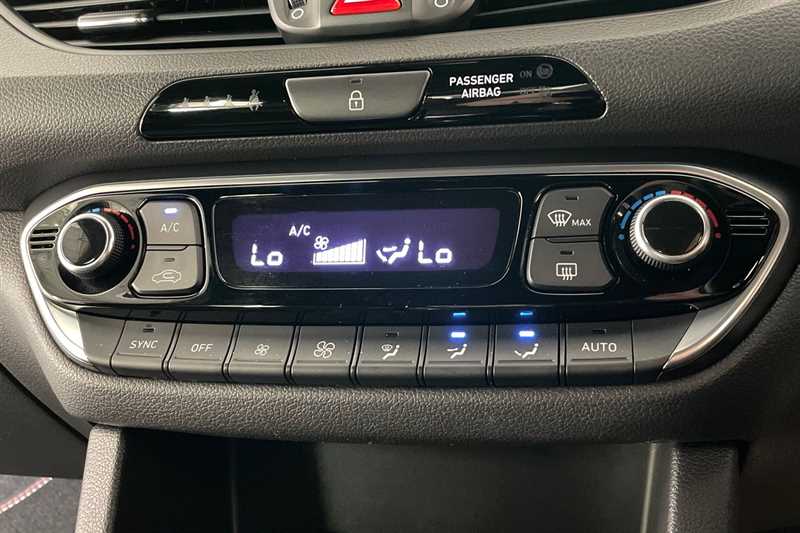 PASSENGER ON
AIRBAG
A/C
MAX
A/C
Lo
Lo
SYNC
OFF
AUTO